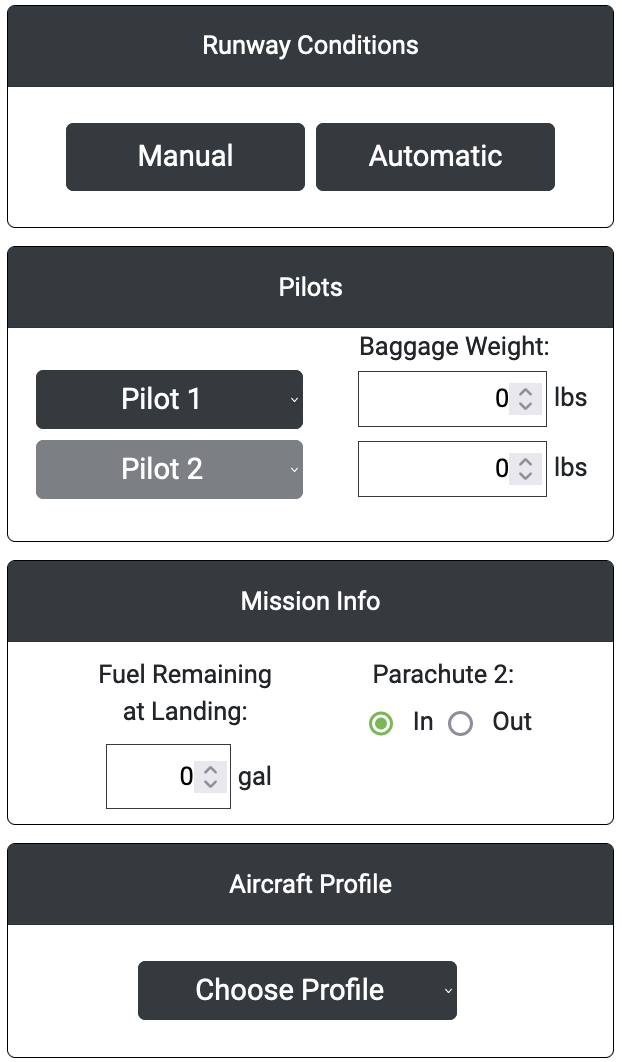 Runway Conditions
Manual Automatic
Pilots
Baggage Weight:
Pilot 1 0 lbs
Pilot 2 0 lbs
Mission Info
Fuel Remaining Parachute 2:
at Landing: In Out
0 gal
Aircraft Profile
Choose Profile